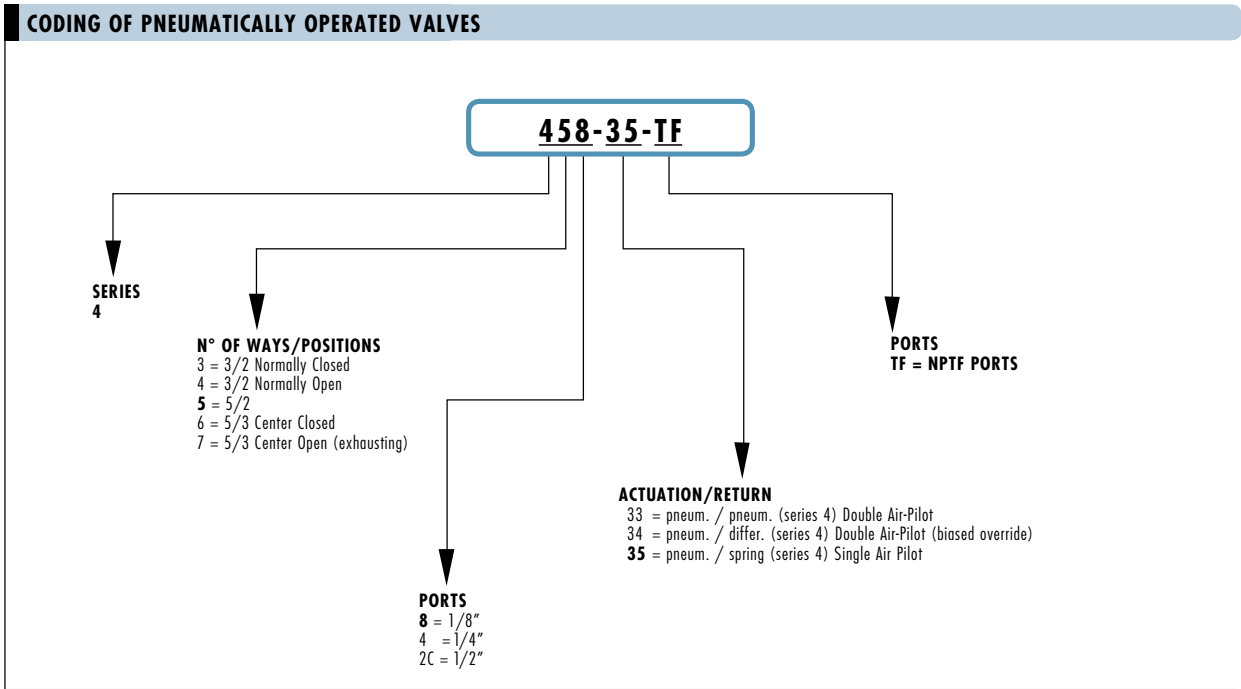 CODING OF PNEUMATICALLY OPERATED VALVES
458-35-TF
SERIES
4
N° OF WAYS/POSITIONS
3 = 3/2 Normally Closed
4 = 3/2 Normally Open
5 = 5/2
6 = 5/3 Center Closed
7 = 5/3 Center Open (exhausting)
PORTS
8 = 1/8"
4 = 1/4"
2C = 1/2"
ACTUATION/RETURN
33 = pneum. / pneum. (series 4) Double Air-Pilot
34 = pneum. / differ. (series 4) Double Air-Pilot (biased override)
35 = pneum. / spring (series 4) Single Air Pilot
PORTS
TF = NPTF PORTS